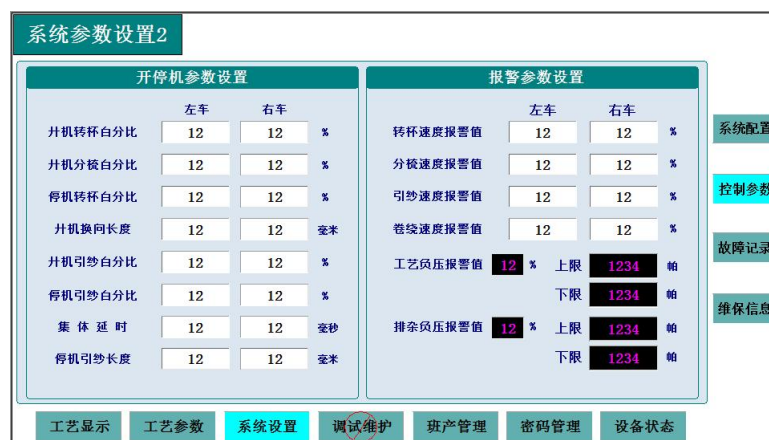 系统参数设置2
开停机参数设置
左车 右车
开机转杯百分比 12 12 %
开机分梳百分比 12 12 %
停机转杯百分比 12 12 %
开机换向长度 12 12 毫米
开机引纱百分比 12 12 %
停机引纱百分比 12 12 %
集体延时 12 12 毫秒
停机引纱长度 12 12 毫米
报警参数设置
左车 右车
转杯速度报警值 12 12 %
分梳速度报警值 12 12 %
引纱速度报警值 12 12 %
卷绕速度报警值 12 12 %
工艺负压报警值 12 % 上限 1234 帕
下限 1234 帕
排杂负压报警值 12 % 上限 1234 帕
下限 1234 帕
系统配置
控制参数
故障记录
维保信息
工艺显示 工艺参数 系统设置 调试维护 班产管理 密码管理 设备状态